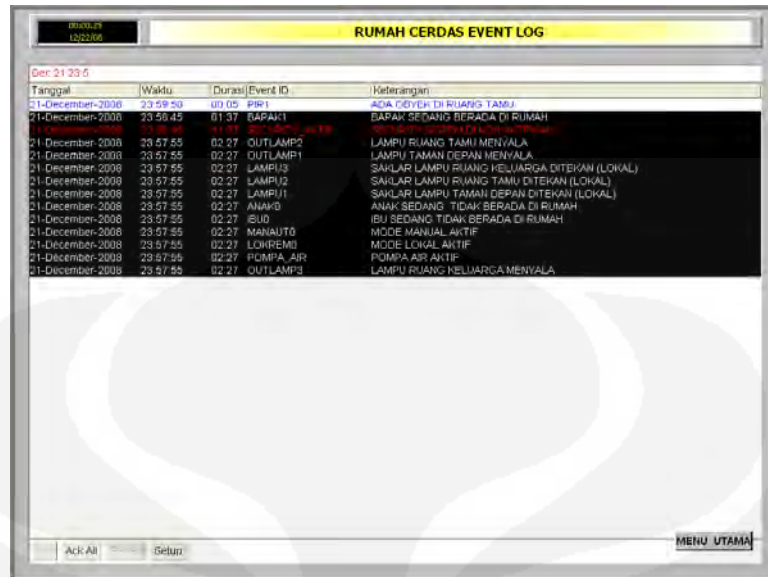 00:00:23
12/22/08
RUMAH CERDAS EVENT LOG
Dec 21 23:5
Tanggal Waktu Durasi Event ID Keterangan
21-December-2008 23:59:50 00:05 PIR1 ADA OBYEK DI RUANG TAMU
21-December-2008 23:58:45 01:37 BAPAK1 BAPAK SEDANG BERADA DI RUMAH
21-December-2008 23:57:55 02:27 OUTLAMP2 LAMPU RUANG TAMU MENYALA
21-December-2008 23:57:55 02:27 OUTLAMP1 LAMPU TAMAN DEPAN MENYALA
21-December-2008 23:57:55 02:27 LAMPU3 SAKLAR LAMPU RUANG KELUARGA DITEKAN (LOKAL)
21-December-2008 23:57:55 02:27 LAMPU2 SAKLAR LAMPU RUANG TAMU DITEKAN (LOKAL)
21-December-2008 23:57:55 02:27 LAMPU1 SAKLAR LAMPU TAMAN DEPAN DITEKAN (LOKAL)
21-December-2008 23:57:55 02:27 ANAK0 ANAK SEDANG TIDAK BERADA DI RUMAH
21-December-2008 23:57:55 02:27 IBU0 IBU SEDANG TIDAK BERADA DI RUMAH
21-December-2008 23:57:55 02:27 MANAUT0 MODE MANUAL AKTIF
21-December-2008 23:57:55 02:27 LOKREM0 MODE LOKAL AKTIF
21-December-2008 23:57:55 02:27 POMPA_AIR POMPA AIR AKTIF
21-December-2008 23:57:55 02:27 OUTLAMP3 LAMPU RUANG KELUARGA MENYALA
Ack All Setup
MENU UTAMA